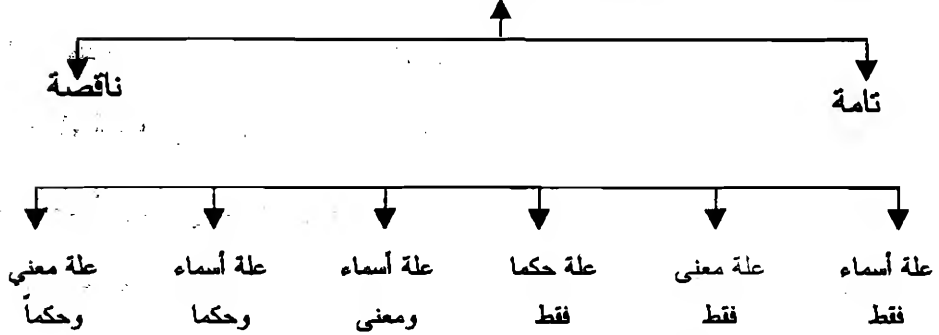 تامة
ناقصة
علة أسماء فقط
علة معنى فقط
علة حكما فقط
علة أسماء ومعنى
علة أسماء وحكما
علة معني وحكماً